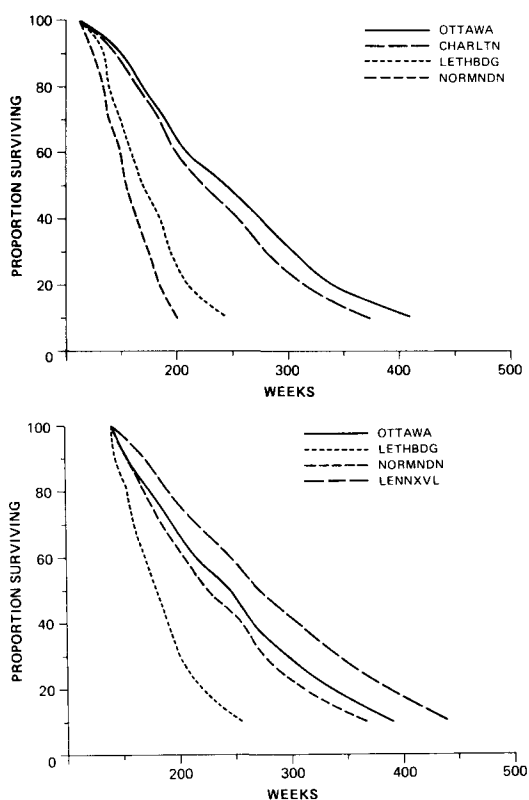 100
80
60
40
20
0
PROPORTION SURVIVING
200
300
400
500
WEEKS
OTTAWA
CHARLTN
LETHBDG
NORMNDN
100
80
60
40
20
0
PROPORTION SURVIVING
200
300
400
500
WEEKS
OTTAWA
LETHBDG
NORMNDN
LENNXVL